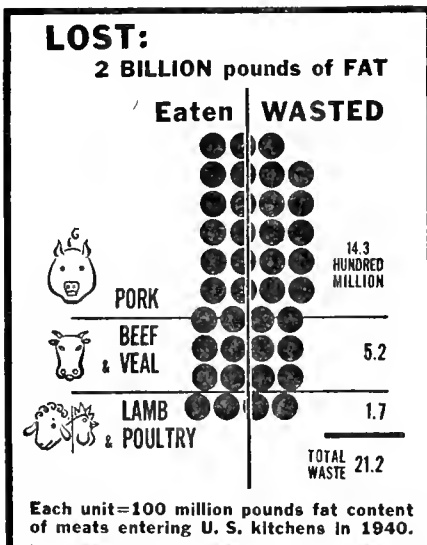 LOST:
2 BILLION pounds of FAT
Eaten WASTED
14.3
HUNDRED
MILLION
PORK
BEEF
& VEAL
5.2
LAMB
& POULTRY
1.7
TOTAL
WASTE 21.2
Each unit=100 million pounds fat content
of meats entering U. S. kitchens in 1940.